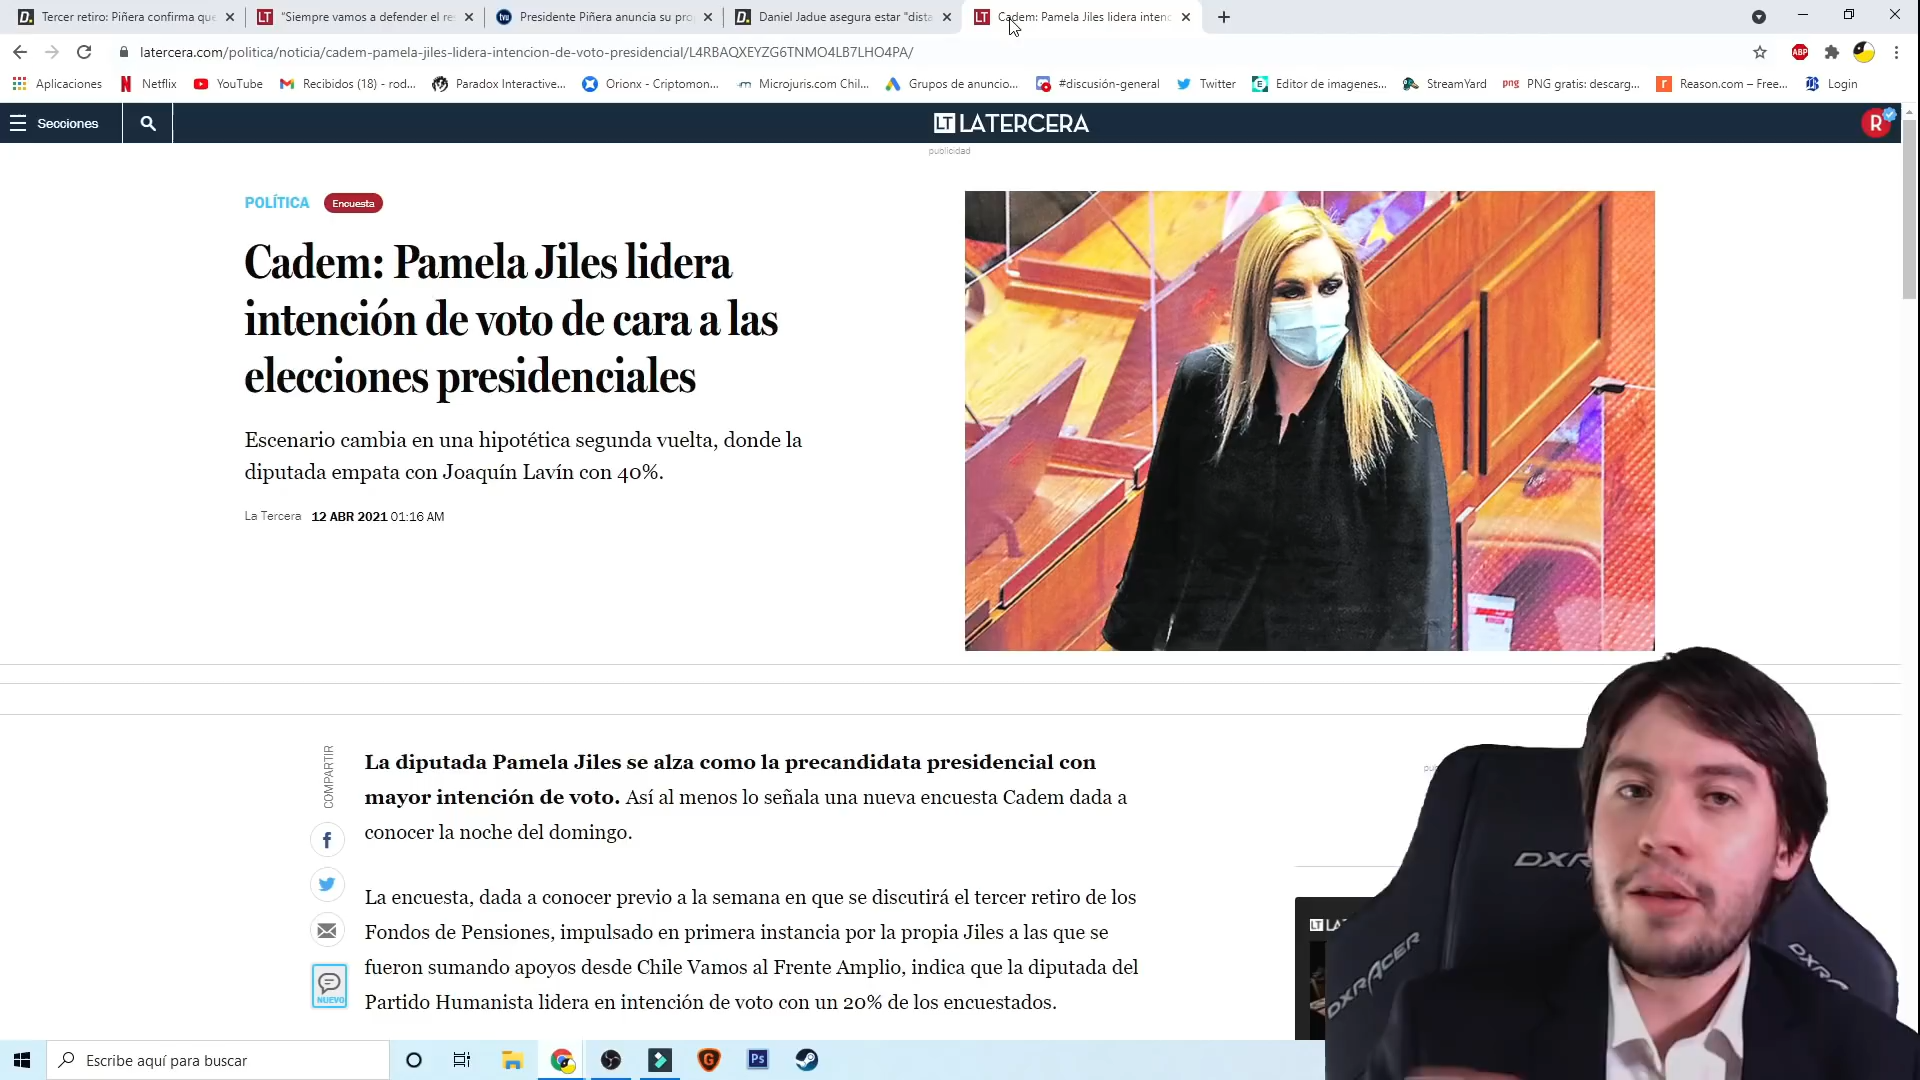 Tercer retiro: Piñera confirma que
"Siempre vamos a defender el re
Presidente Piñera anuncia su pro
Daniel Jadue asegura estar "dista
Cadem: Pamela Jiles lidera inten
latercera.com/politica/noticia/cadem-pamela-jiles-lidera-intencion-de-voto-presidencial/L4RBAQXEYZG6TNMO4LB7LHO4PA/
ABP
Aplicaciones
Netflix
YouTube
Recibidos (18) - rod...
Paradox Interactive...
Orionx - Criptomon...
Microjuris.com Chil...
Grupos de anuncio...
#discusión-general
Twitter
Editor de imagenes...
StreamYard
png PNG gratis: descarg...
Reason.com – Free...
Login
Secciones
LT LATERCERA
R
publicidad
POLÍTICA
Encuesta
Cadem: Pamela Jiles lidera
intención de voto de cara a las
elecciones presidenciales
Escenario cambia en una hipotética segunda vuelta, donde la
diputada empata con Joaquín Lavín con 40%.
La Tercera 12 ABR 2021 01:16 AM
COMPARTIR
La diputada Pamela Jiles se alza como la precandidata presidencial con
mayor intención de voto. Así al menos lo señala una nueva encuesta Cadem dada a
conocer la noche del domingo.
La encuesta, dada a conocer previo a la semana en que se discutirá el tercer retiro de los
Fondos de Pensiones, impulsado en primera instancia por la propia Jiles a las que se
fueron sumando apoyos desde Chile Vamos al Frente Amplio, indica que la diputada del
Partido Humanista lidera en intención de voto con un 20% de los encuestados.
NUEVO
DXR
DXRACER
DXRAC
Escribe aquí para buscar
Ps